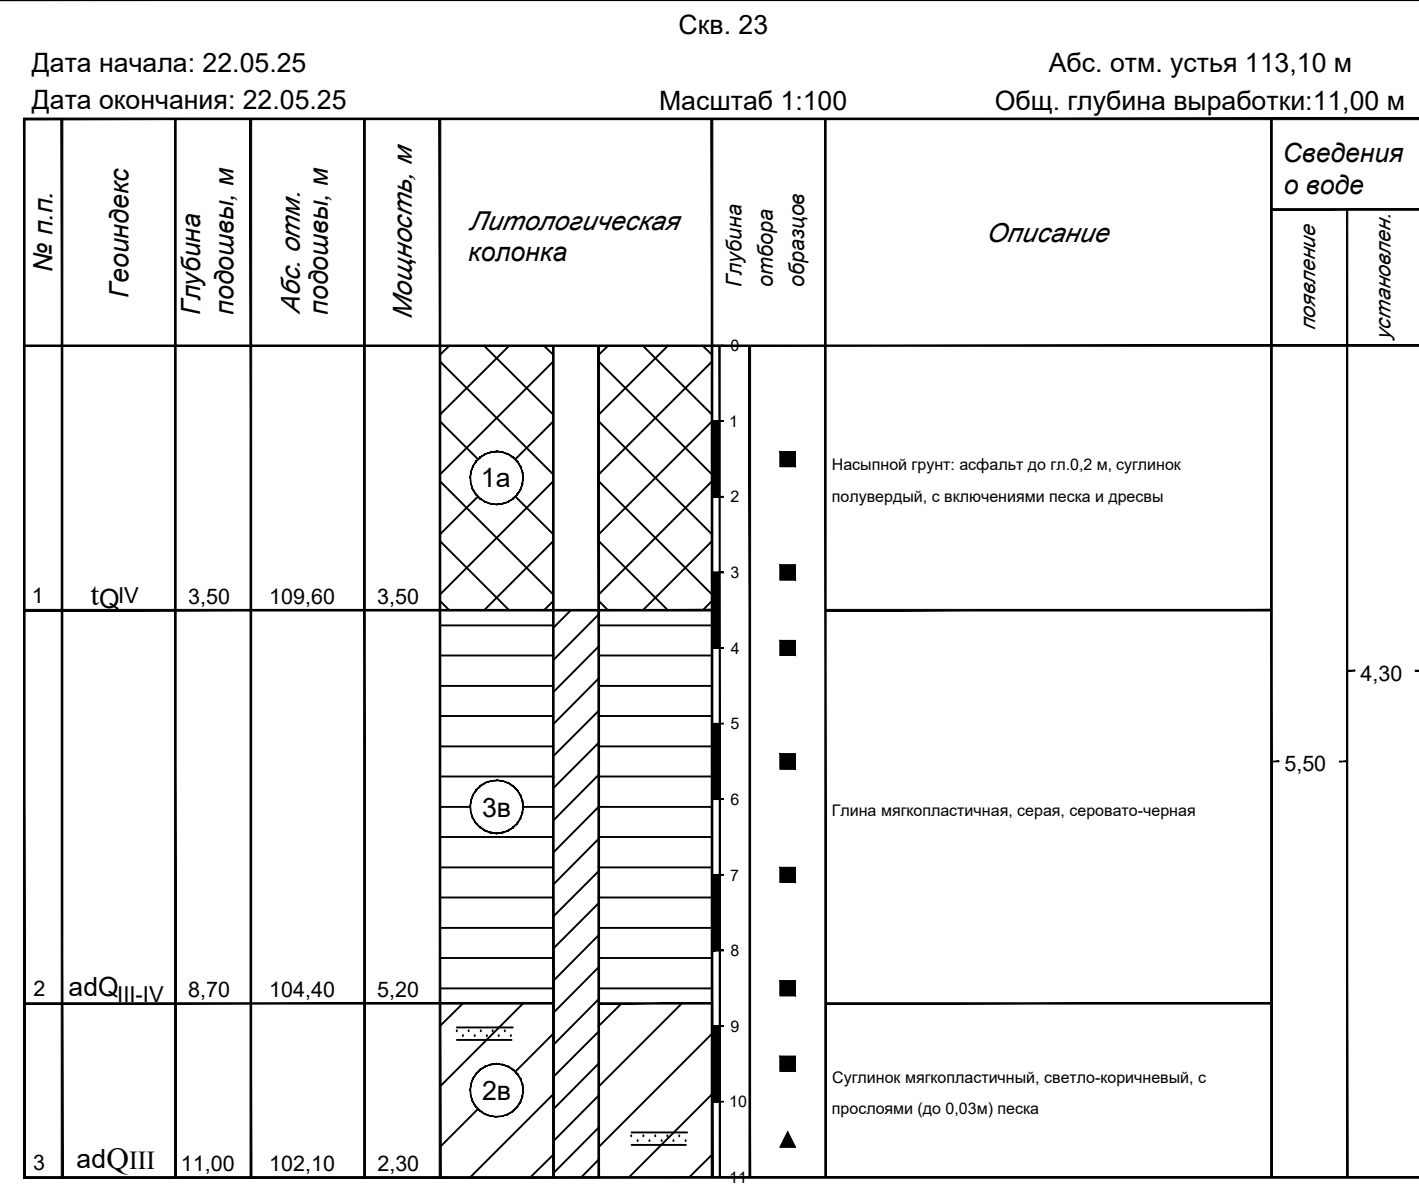 Скв. 23
Дата начала: 22.05.25
Абс. отм. устья 113,10 м
Дата окончания: 22.05.25
Масштаб 1:100
Общ. глубина выработки:11,00 м
№ п.п.
Геоиндекс
Глубина
подошвы, м
Абс. отм.
подошвы, м
Мощность, м
Литологическая
колонка
Глубина
отбора
образцов
Описание
Сведения
о воде
появление
установлен.
0
1
1а
Насыпной грунт: асфальт до гл.0,2 м, суглинок
2
полувердый, с включениями песка и дресвы
3
1 tQIV 3,50 109,60 3,50
4
4,30
5
5,50
6
3в
Глина мягкопластичная, серая, серовато-черная
7
8
2 adQIII-IV 8,70 104,40 5,20
9
2в
Суглинок мягкопластичный, светло-коричневый, с
10
прослоями (до 0,03м) песка
3 adQIII 11,00 102,10 2,30
11